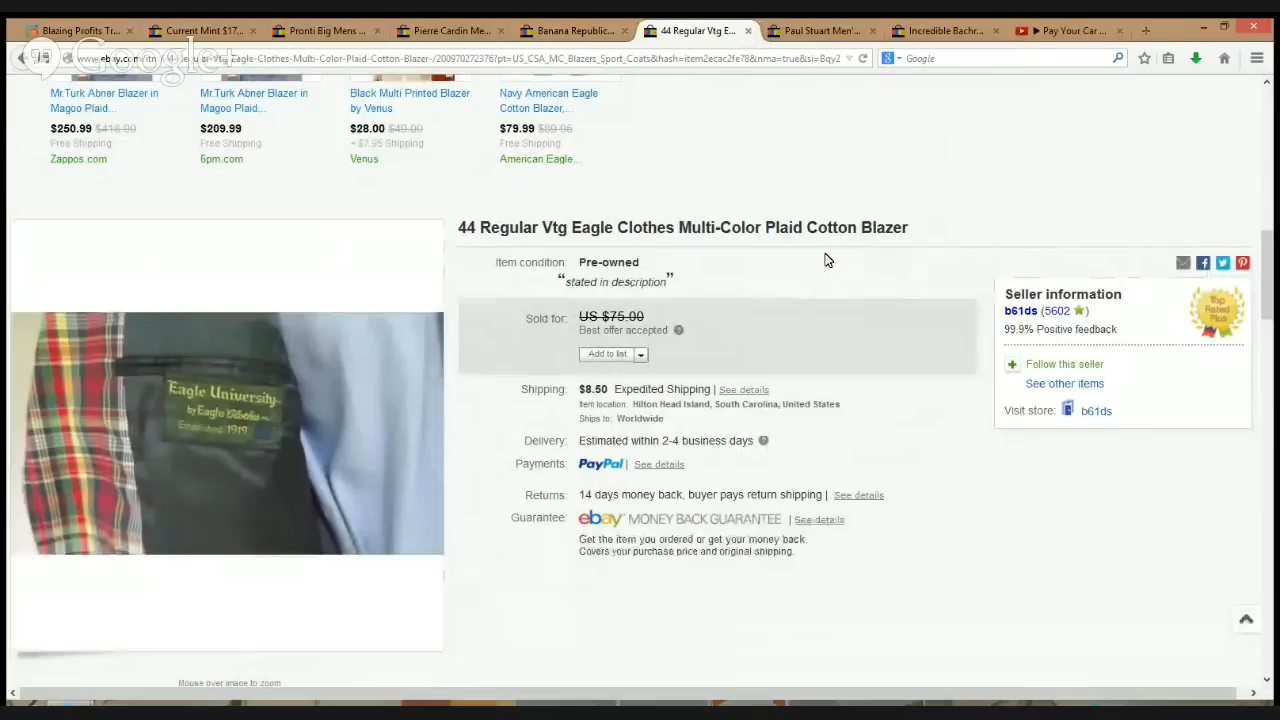 Blazing Profits Tr...
Current Mint $17...
Pronti Big Mens ...
Pierre Cardin Me...
Banana Republic...
44 Regular Vtg E...
Paul Stuart Men'...
Incredible Bachr...
▶ Pay Your Car ...
Google+
Google
Mr.Turk Abner Blazer in Magoo Plaid...
$250.99 $418.00
Free Shipping
Zappos.com
Mr.Turk Abner Blazer in Magoo Plaid...
$209.99
Free Shipping
6pm.com
Black Multi Printed Blazer by Venus
$28.00 $49.00
+ $7.95 Shipping
Venus
Navy American Eagle Cotton Blazer,...
$79.99 $89.95
Free Shipping
American Eagle...
44 Regular Vtg Eagle Clothes Multi-Color Plaid Cotton Blazer
Item condition: Pre-owned
“stated in description”
Sold for: US $75.00
Best offer accepted
Add to list
Shipping: $8.50 Expedited Shipping | See details
Item location: Hilton Head Island, South Carolina, United States
Ships to: Worldwide
Delivery: Estimated within 2-4 business days
Payments: PayPal | See details
Returns: 14 days money back, buyer pays return shipping | See details
Guarantee: ebay MONEY BACK GUARANTEE | See details
Get the item you ordered or get your money back.
Covers your purchase price and original shipping.
Seller information
b61ds (5602)
99.9% Positive feedback
Follow this seller
See other items
Visit store: b61ds
Top Rated Plus
Eagle University
by Eagle Clothes
Established 1919
Mouse over image to zoom